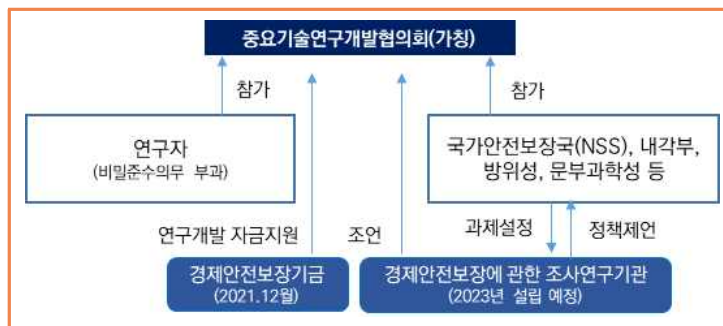 중요기술연구개발협의회(가칭)
참가
참가
연구자
(비밀준수의무 부과)
국가안전보장국(NSS), 내각부,
방위성, 문부과학성 등
연구개발 자금지원
조언
과제설정
정책제언
경제안전보장기금
(2021.12월)
경제안전보장에 관한 조사연구기관
(2023년 설립 예정)